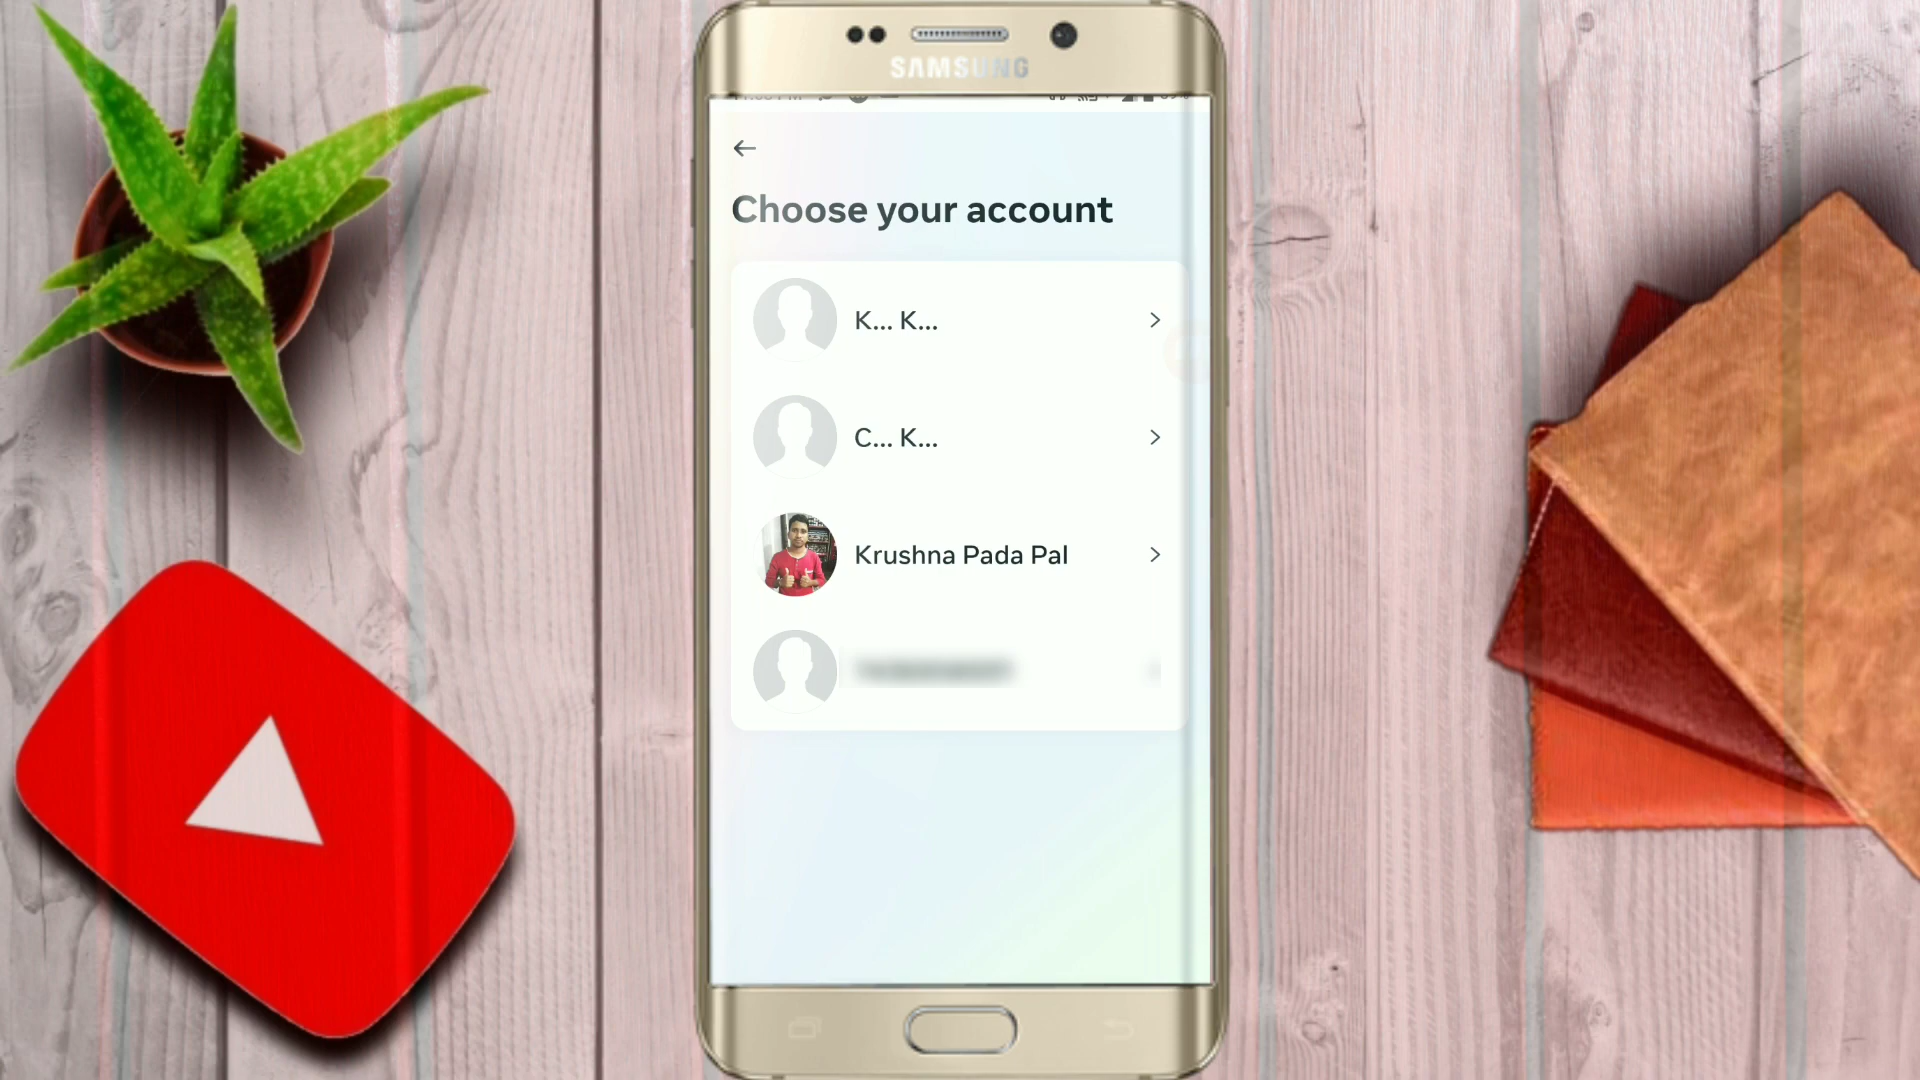 SAMSUNG
Choose your account
K... K...
C... K...
Krushna Pada Pal